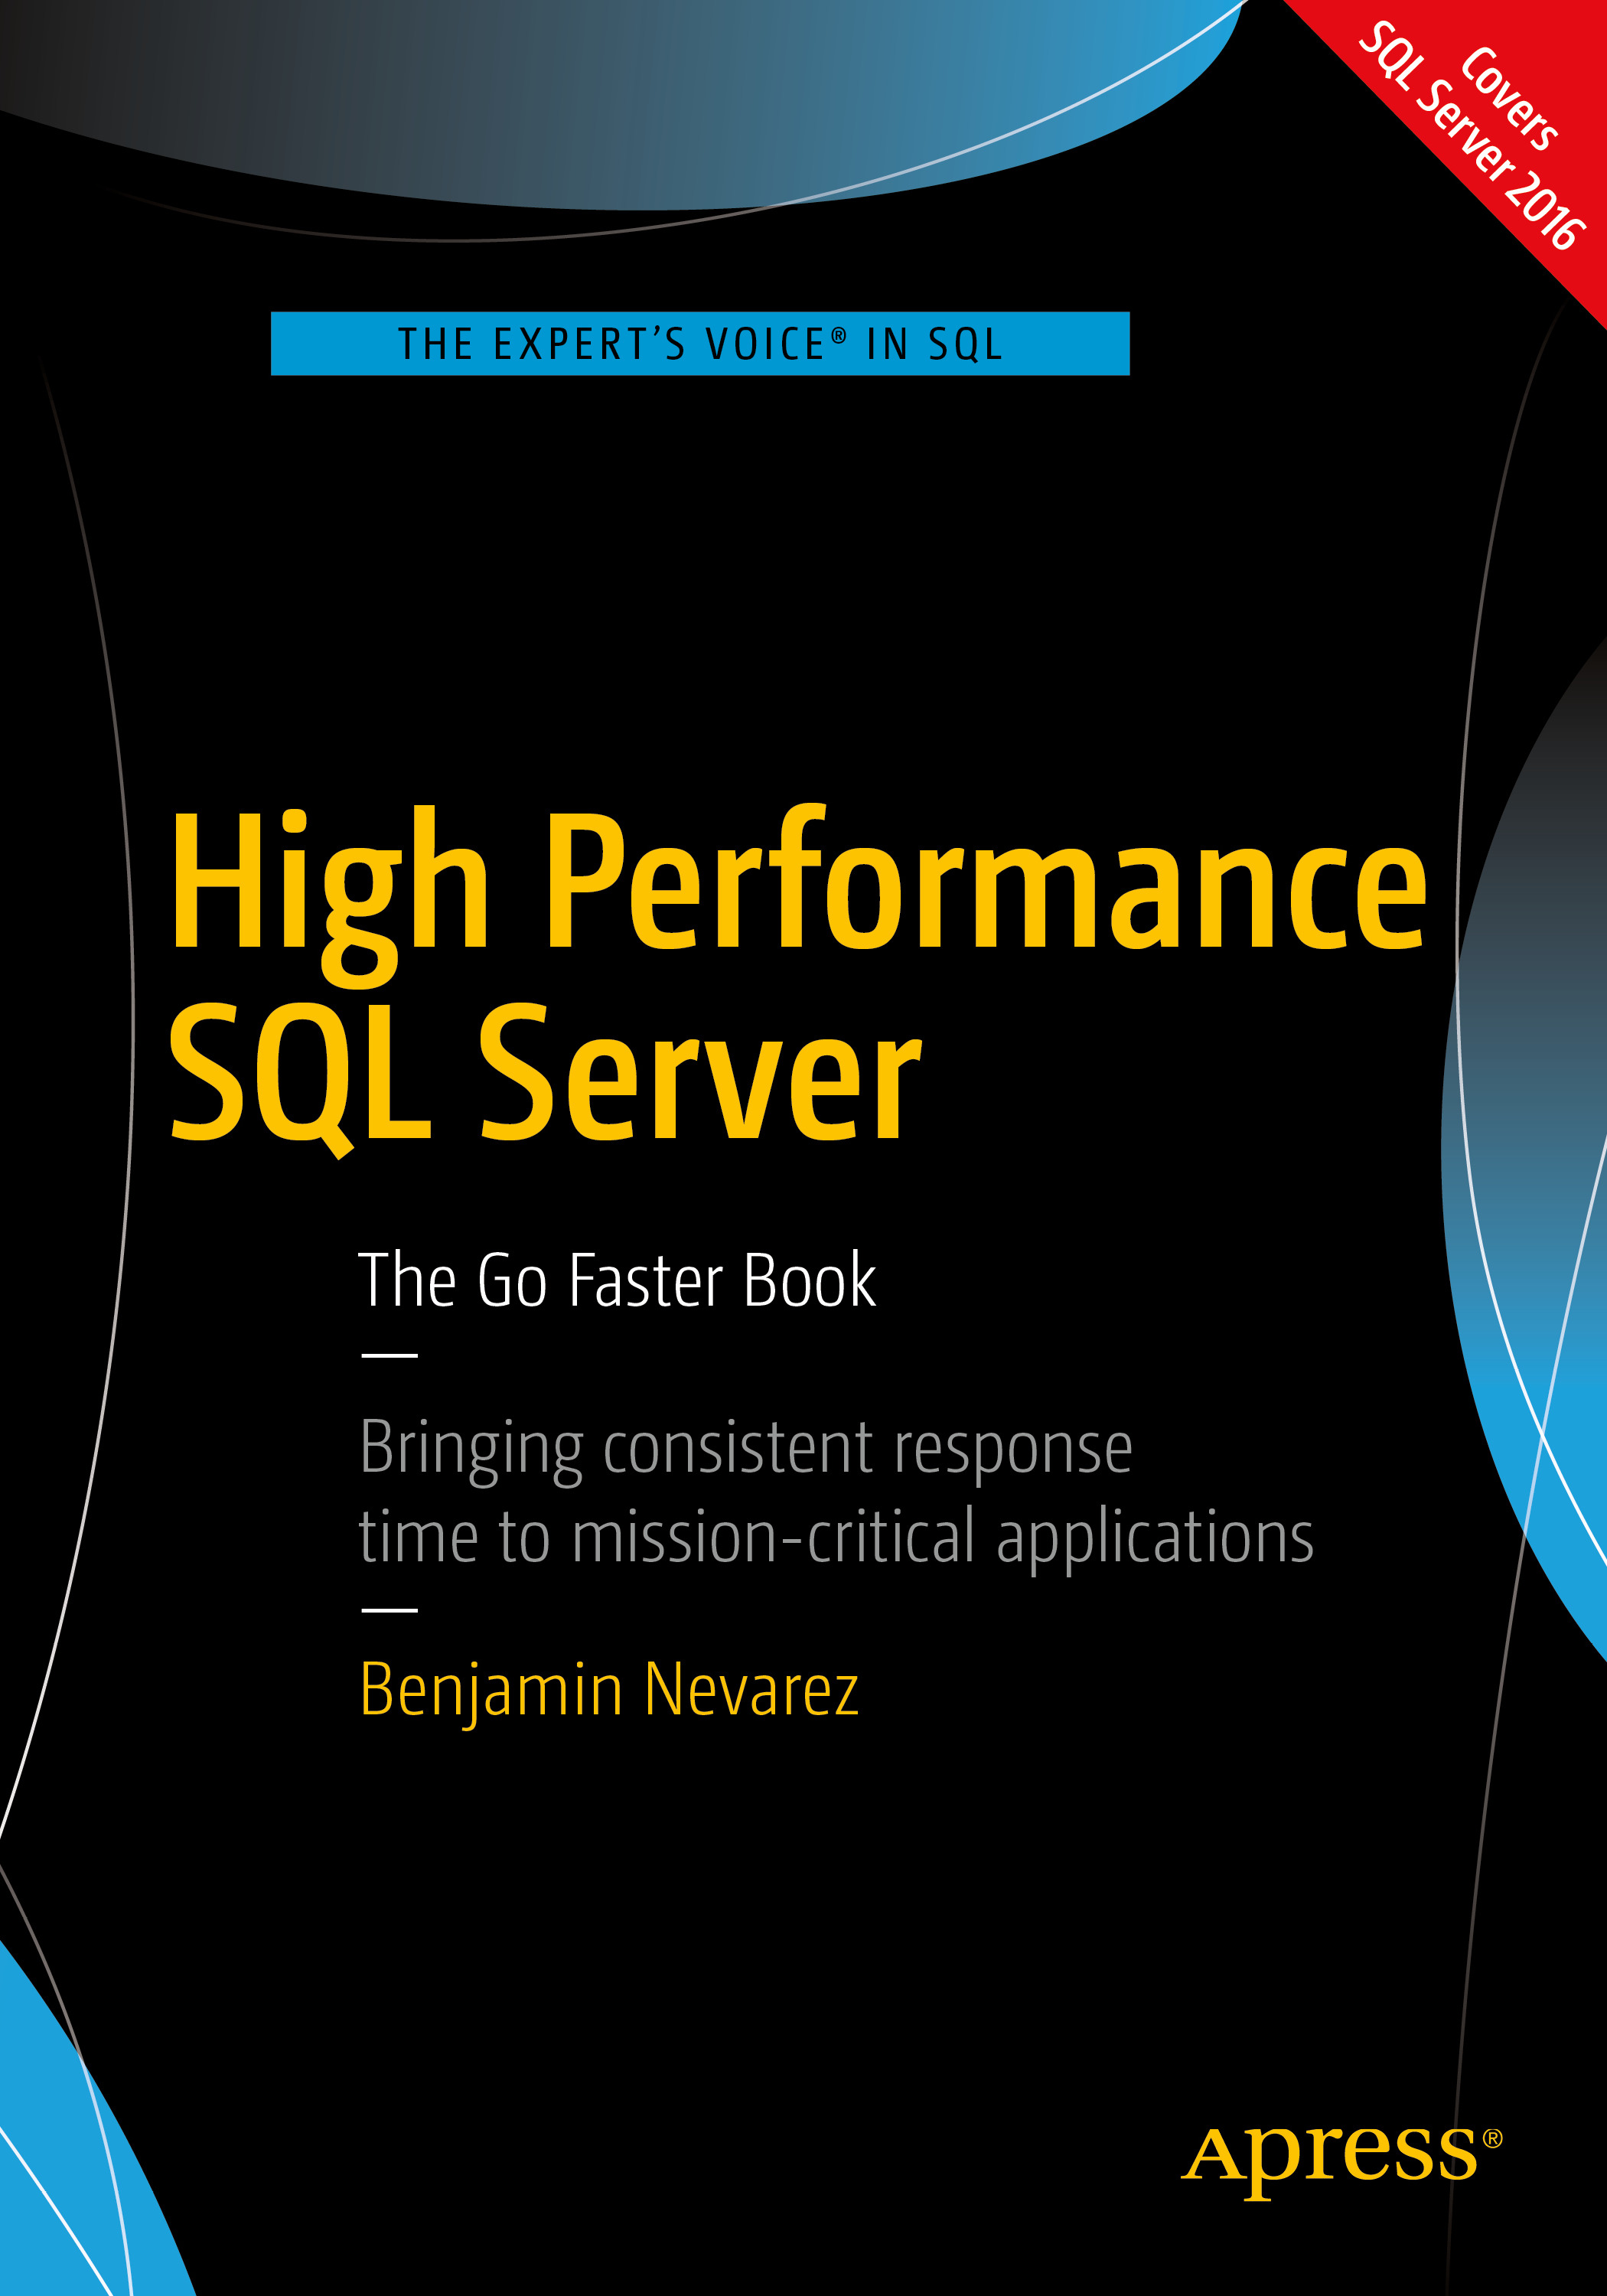 Covers
SQL Server 2016
THE EXPERT’S VOICE® IN SQL
High Performance
SQL Server
The Go Faster Book
Bringing consistent response
time to mission-critical applications
Benjamin Nevarez
Apress®